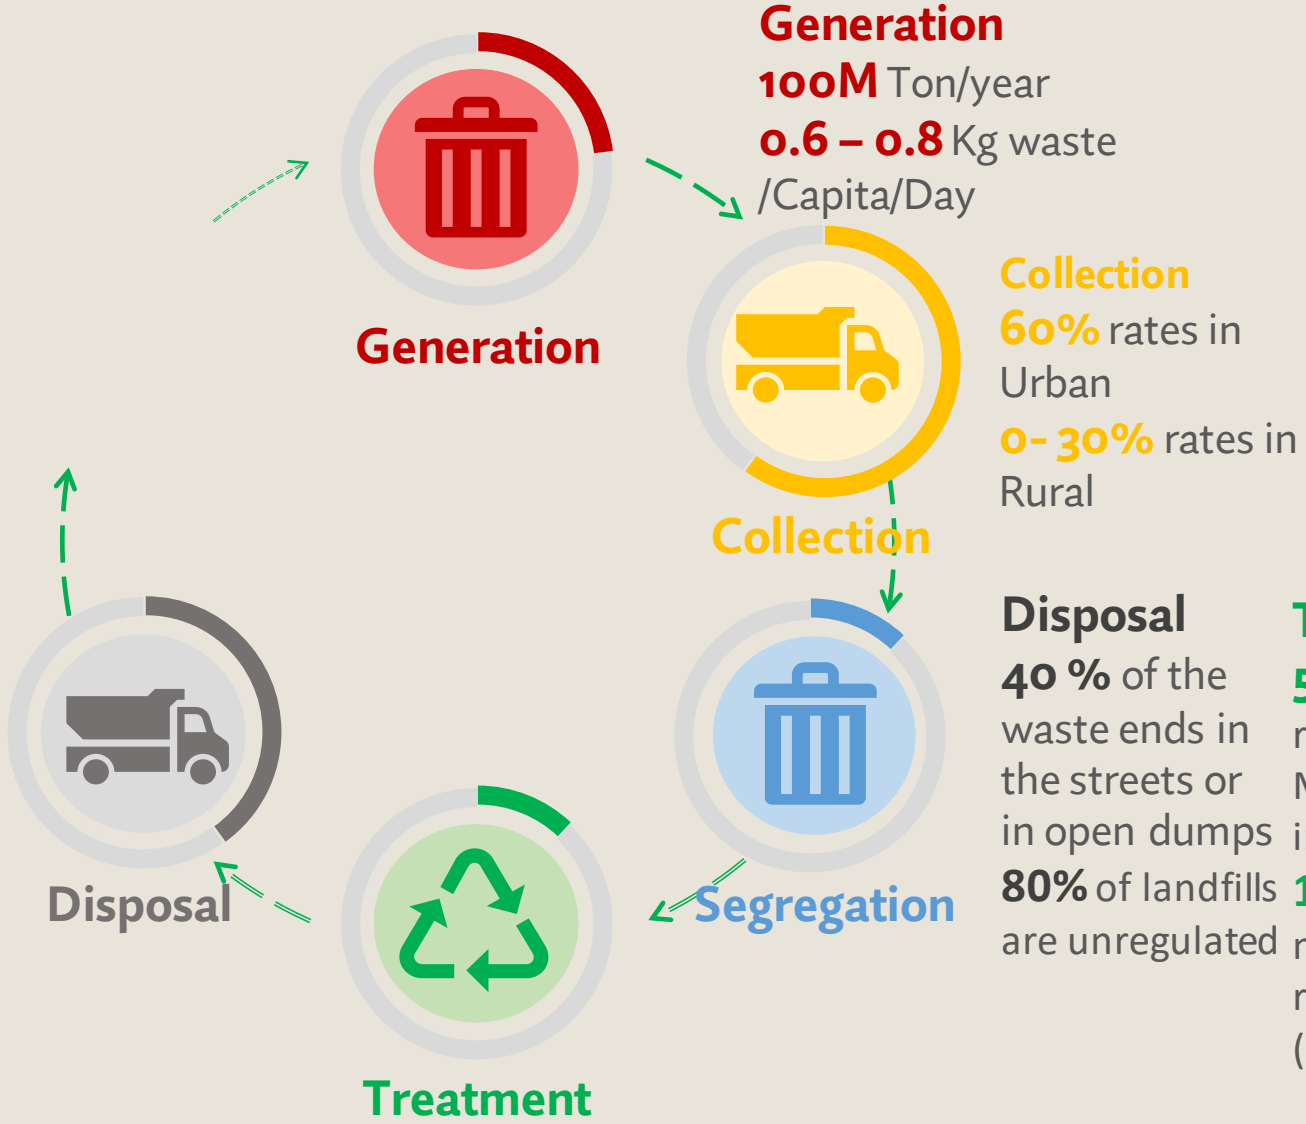 Generation
100M Ton/year
0.6 – 0.8 Kg waste
/Capita/Day
Generation
Collection
60% rates in
Urban
0- 30% rates in
Rural
Collection
Disposal
40 % of the
waste ends in
the streets or
in open dumps
80% of landfills
are unregulated
Disposal
Segregation
Treatment